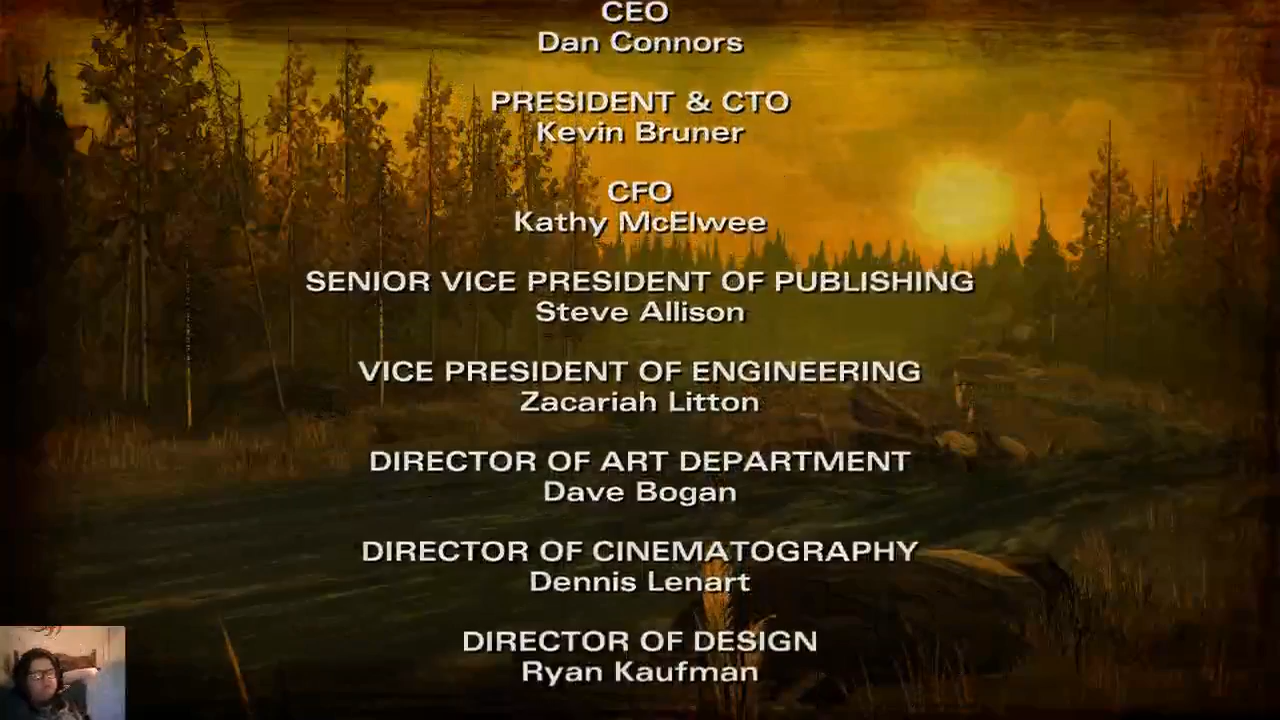 CEO
Dan Connors
PRESIDENT & CTO
Kevin Bruner
CFO
Kathy McElwee
SENIOR VICE PRESIDENT OF PUBLISHING
Steve Allison
VICE PRESIDENT OF ENGINEERING
Zacariah Litton
DIRECTOR OF ART DEPARTMENT
Dave Bogan
DIRECTOR OF CINEMATOGRAPHY
Dennis Lenart
DIRECTOR OF DESIGN
Ryan Kaufman